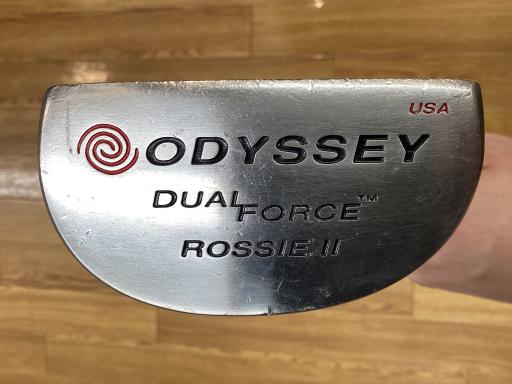 USA
ODYSSEY
DUAL FORCE™
ROSSIE II